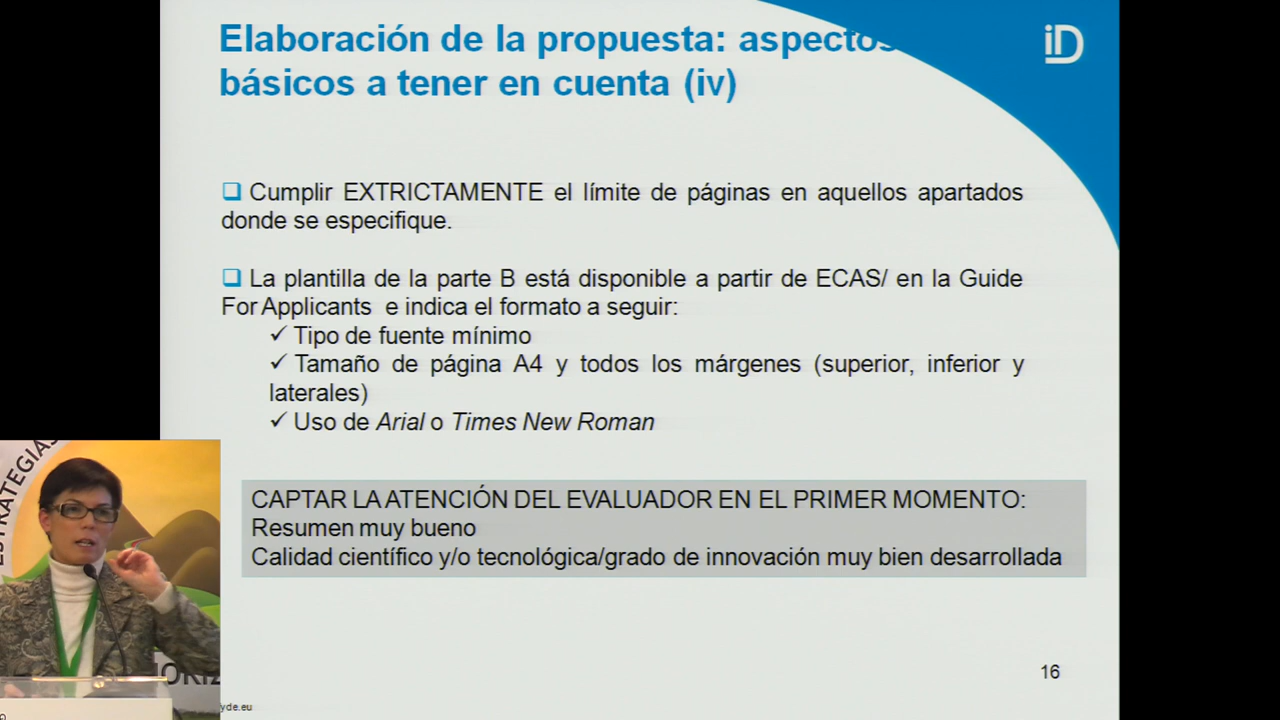 Elaboración de la propuesta: aspectos
básicos a tener en cuenta (iv)
iD
❑ Cumplir EXTRICTAMENTE el límite de páginas en aquellos apartados
donde se especifique.
❑ La plantilla de la parte B está disponible a partir de ECAS/ en la Guide
For Applicants e indica el formato a seguir:
✓ Tipo de fuente mínimo
✓ Tamaño de página A4 y todos los márgenes (superior, inferior y
laterales)
✓ Uso de Arial o Times New Roman
CAPTAR LA ATENCIÓN DEL EVALUADOR EN EL PRIMER MOMENTO:
Resumen muy bueno
Calidad científico y/o tecnológica/grado de innovación muy bien desarrollada
ESTRATEGIAS
16
yde.eu